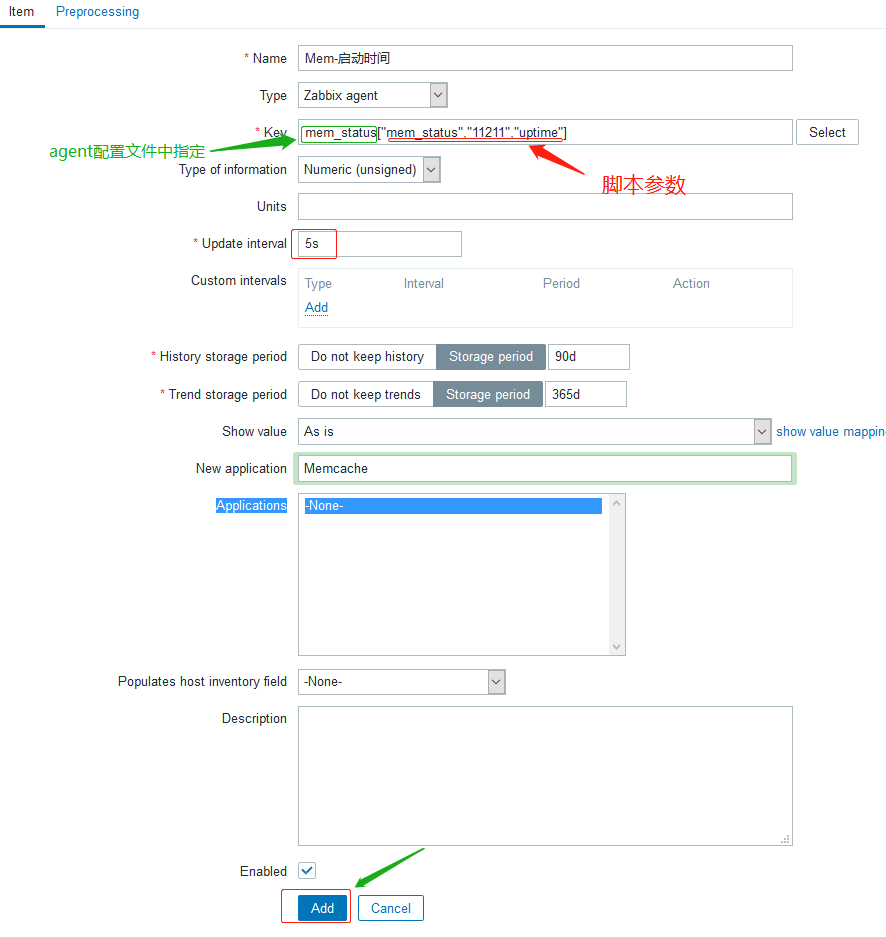 Item Preprocessing
* Name Mem-启动时间
Type Zabbix agent
* Key mem_status["mem_status","11211","uptime"] Select
agent配置文件中指定
Type of information Numeric (unsigned)
脚本参数
Units
* Update interval 5s
Custom intervals Type Interval Period Action
Add
* History storage period Do not keep history Storage period 90d
* Trend storage period Do not keep trends Storage period 365d
Show value As is show value mappin
New application Memcache
Applications -None-
Populates host inventory field -None-
Description
Enabled
Add Cancel